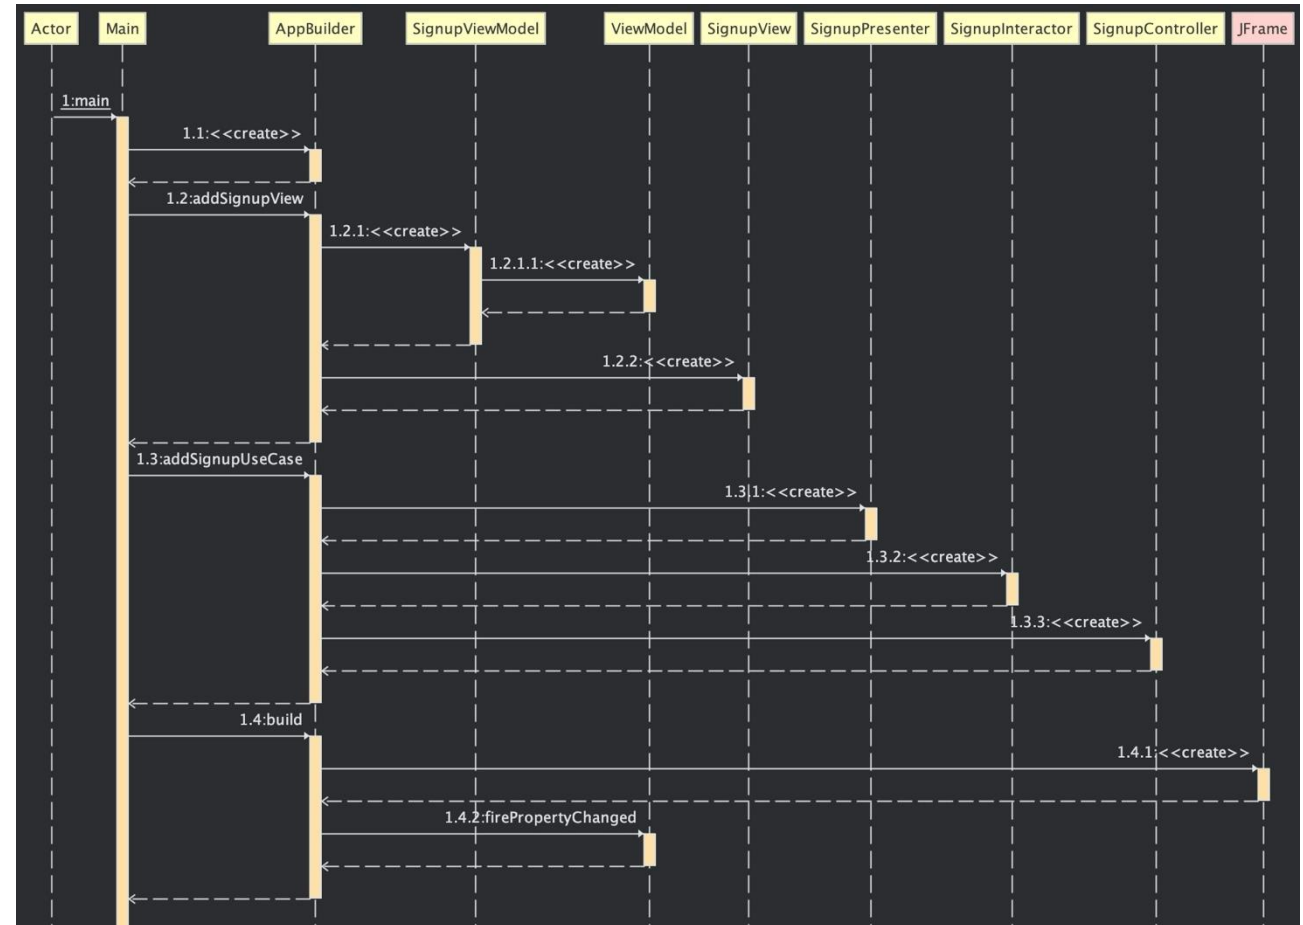 Actor Main AppBuilder SignupViewModel ViewModel SignupView SignupPresenter SignupInteractor SignupController JFrame
1:main
1.1:<<create>>
1.2:addSignupView
1.2.1:<<create>>
1.2.1.1:<<create>>
1.2.2:<<create>>
1.3:addSignupUseCase
1.3.1:<<create>>
1.3.2:<<create>>
1.3.3:<<create>>
1.4:build
1.4.1:<<create>>
1.4.2:firePropertyChanged